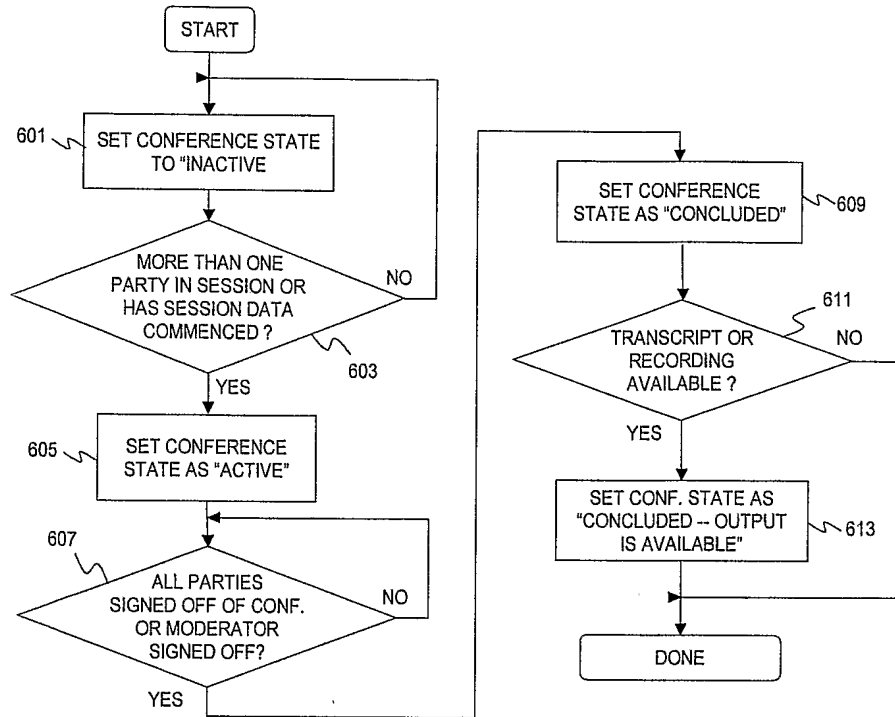 START
601
SET CONFERENCE STATE
TO "INACTIVE
MORE THAN ONE
PARTY IN SESSION OR
HAS SESSION DATA
COMMENCED ?
NO
603
YES
605
SET CONFERENCE
STATE AS "ACTIVE"
607
ALL PARTIES
SIGNED OFF OF CONF.
OR MODERATOR
SIGNED OFF?
NO
YES
SET CONFERENCE
STATE AS "CONCLUDED"
609
611
TRANSCRIPT OR
RECORDING
AVAILABLE ?
NO
YES
SET CONF. STATE AS
"CONCLUDED -- OUTPUT
IS AVAILABLE"
613
DONE